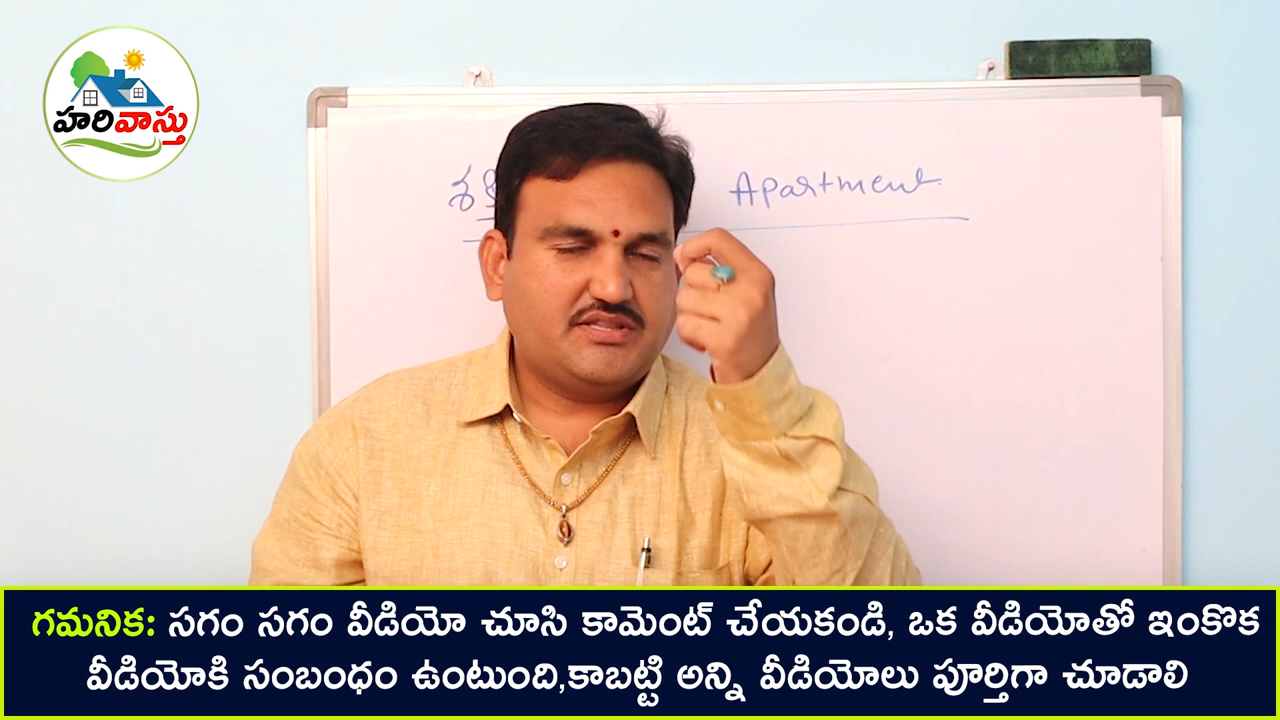 హరివాస్తు
Apartment
గమనిక: సగం సగం వీడియో చూసి కామెంట్ చేయకండి, ఒక వీడియోతో ఇంకొక
వీడియోకి సంబంధం ఉంటుంది,కాబట్టి అన్ని వీడియోలు పూర్తిగా చూడాలి